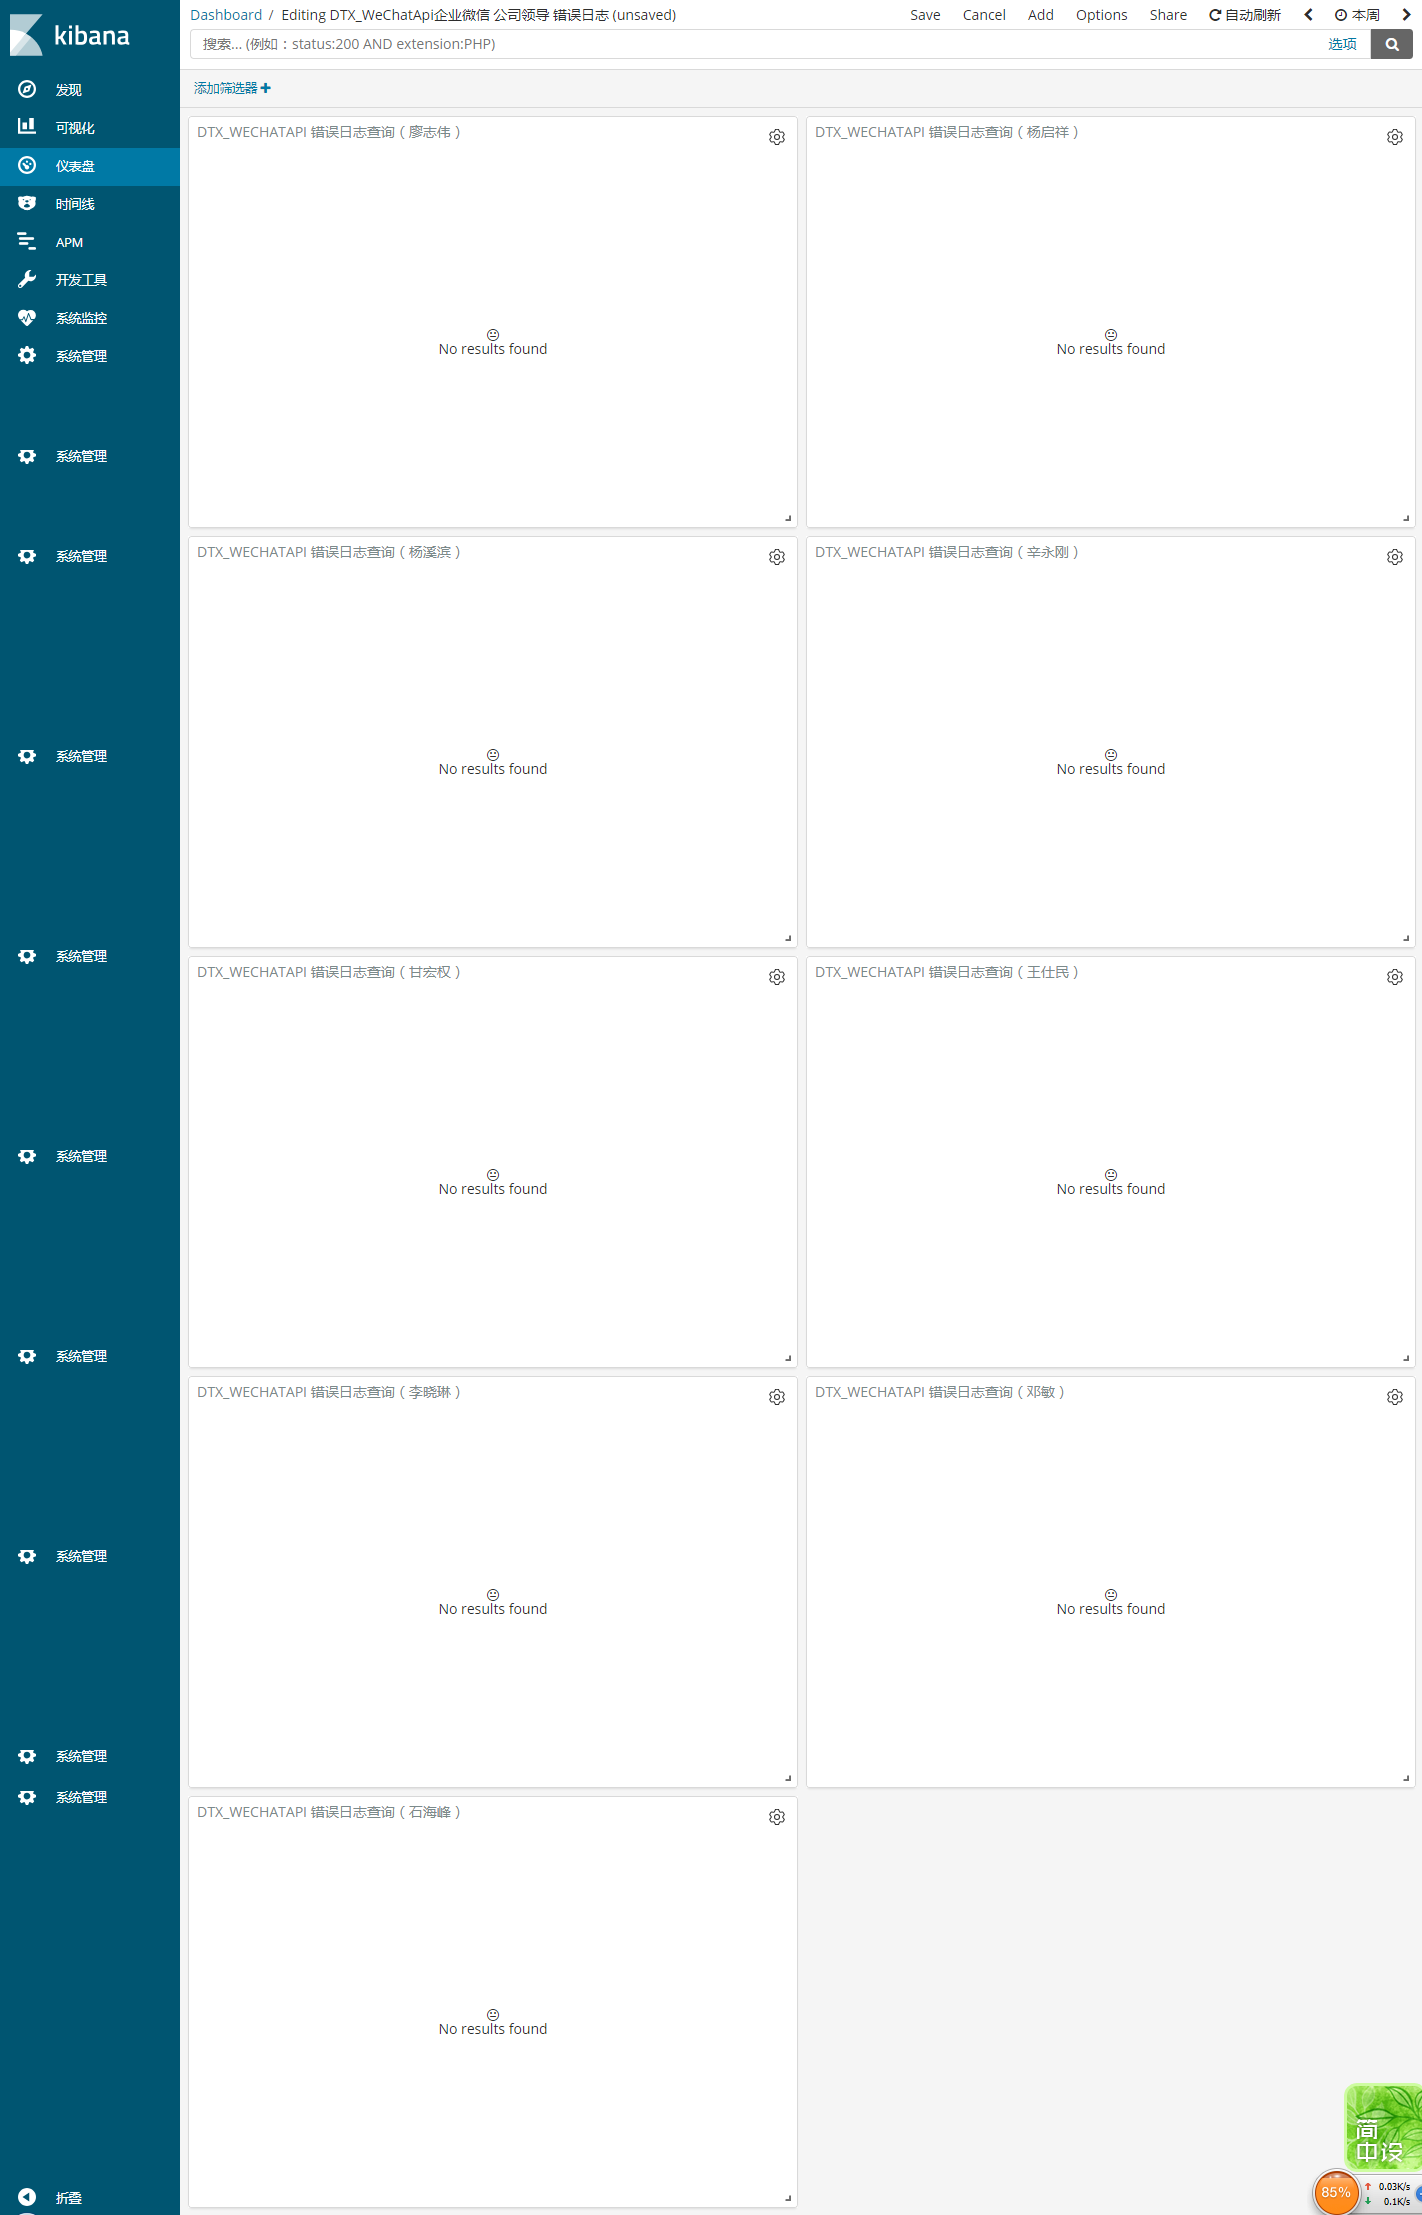 kibana
发现
可视化
仪表盘
时间线
APM
开发工具
系统监控
系统管理
系统管理
系统管理
系统管理
系统管理
系统管理
系统管理
系统管理
系统管理
系统管理
折叠
Dashboard / Editing DTX_WeChatApi企业微信 公司领导 错误日志 (unsaved)
Save Cancel Add Options Share 自动刷新 本周
搜索... (例如：status:200 AND extension:PHP) 选项
添加筛选器
DTX_WECHATAPI 错误日志查询（廖志伟）
No results found
DTX_WECHATAPI 错误日志查询（杨启祥）
No results found
DTX_WECHATAPI 错误日志查询（杨溪滨）
No results found
DTX_WECHATAPI 错误日志查询（辛永刚）
No results found
DTX_WECHATAPI 错误日志查询（甘宏权）
No results found
DTX_WECHATAPI 错误日志查询（王仕民）
No results found
DTX_WECHATAPI 错误日志查询（李晓琳）
No results found
DTX_WECHATAPI 错误日志查询（邓敏）
No results found
DTX_WECHATAPI 错误日志查询（石海峰）
No results found
简
中设
85%
0.03K/s
0.1K/s